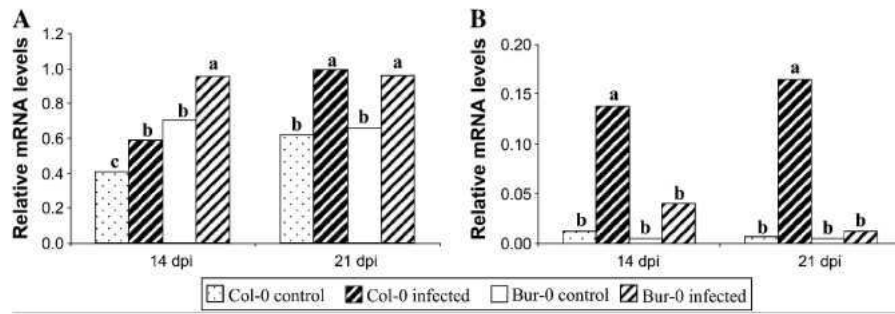 A
Relative mRNA levels
1.2
1.0
0.8
0.6
0.4
0.2
0.0
c
b
b
a
b
a
b
a
14 dpi
21 dpi
B
Relative mRNA levels
0.20
0.15
0.10
0.05
0.00
b
a
b
b
b
a
b
b
14 dpi
21 dpi
Col-0 control Col-0 infected Bur-0 control Bur-0 infected